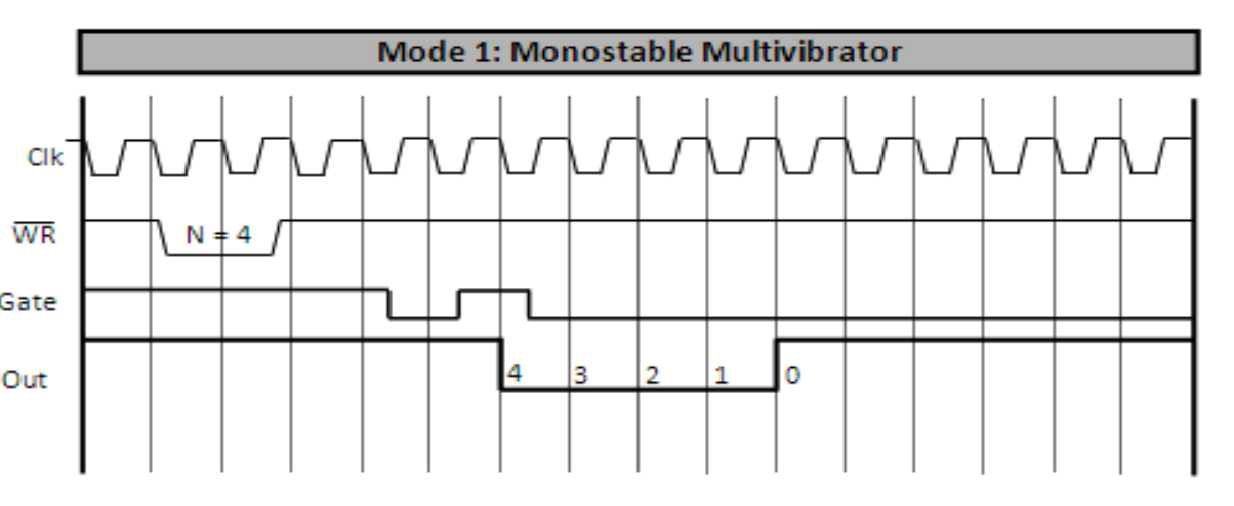 Mode 1: Monostable Multivibrator
Clk
WR
N = 4
Gate
Out
4 3 2 1 0